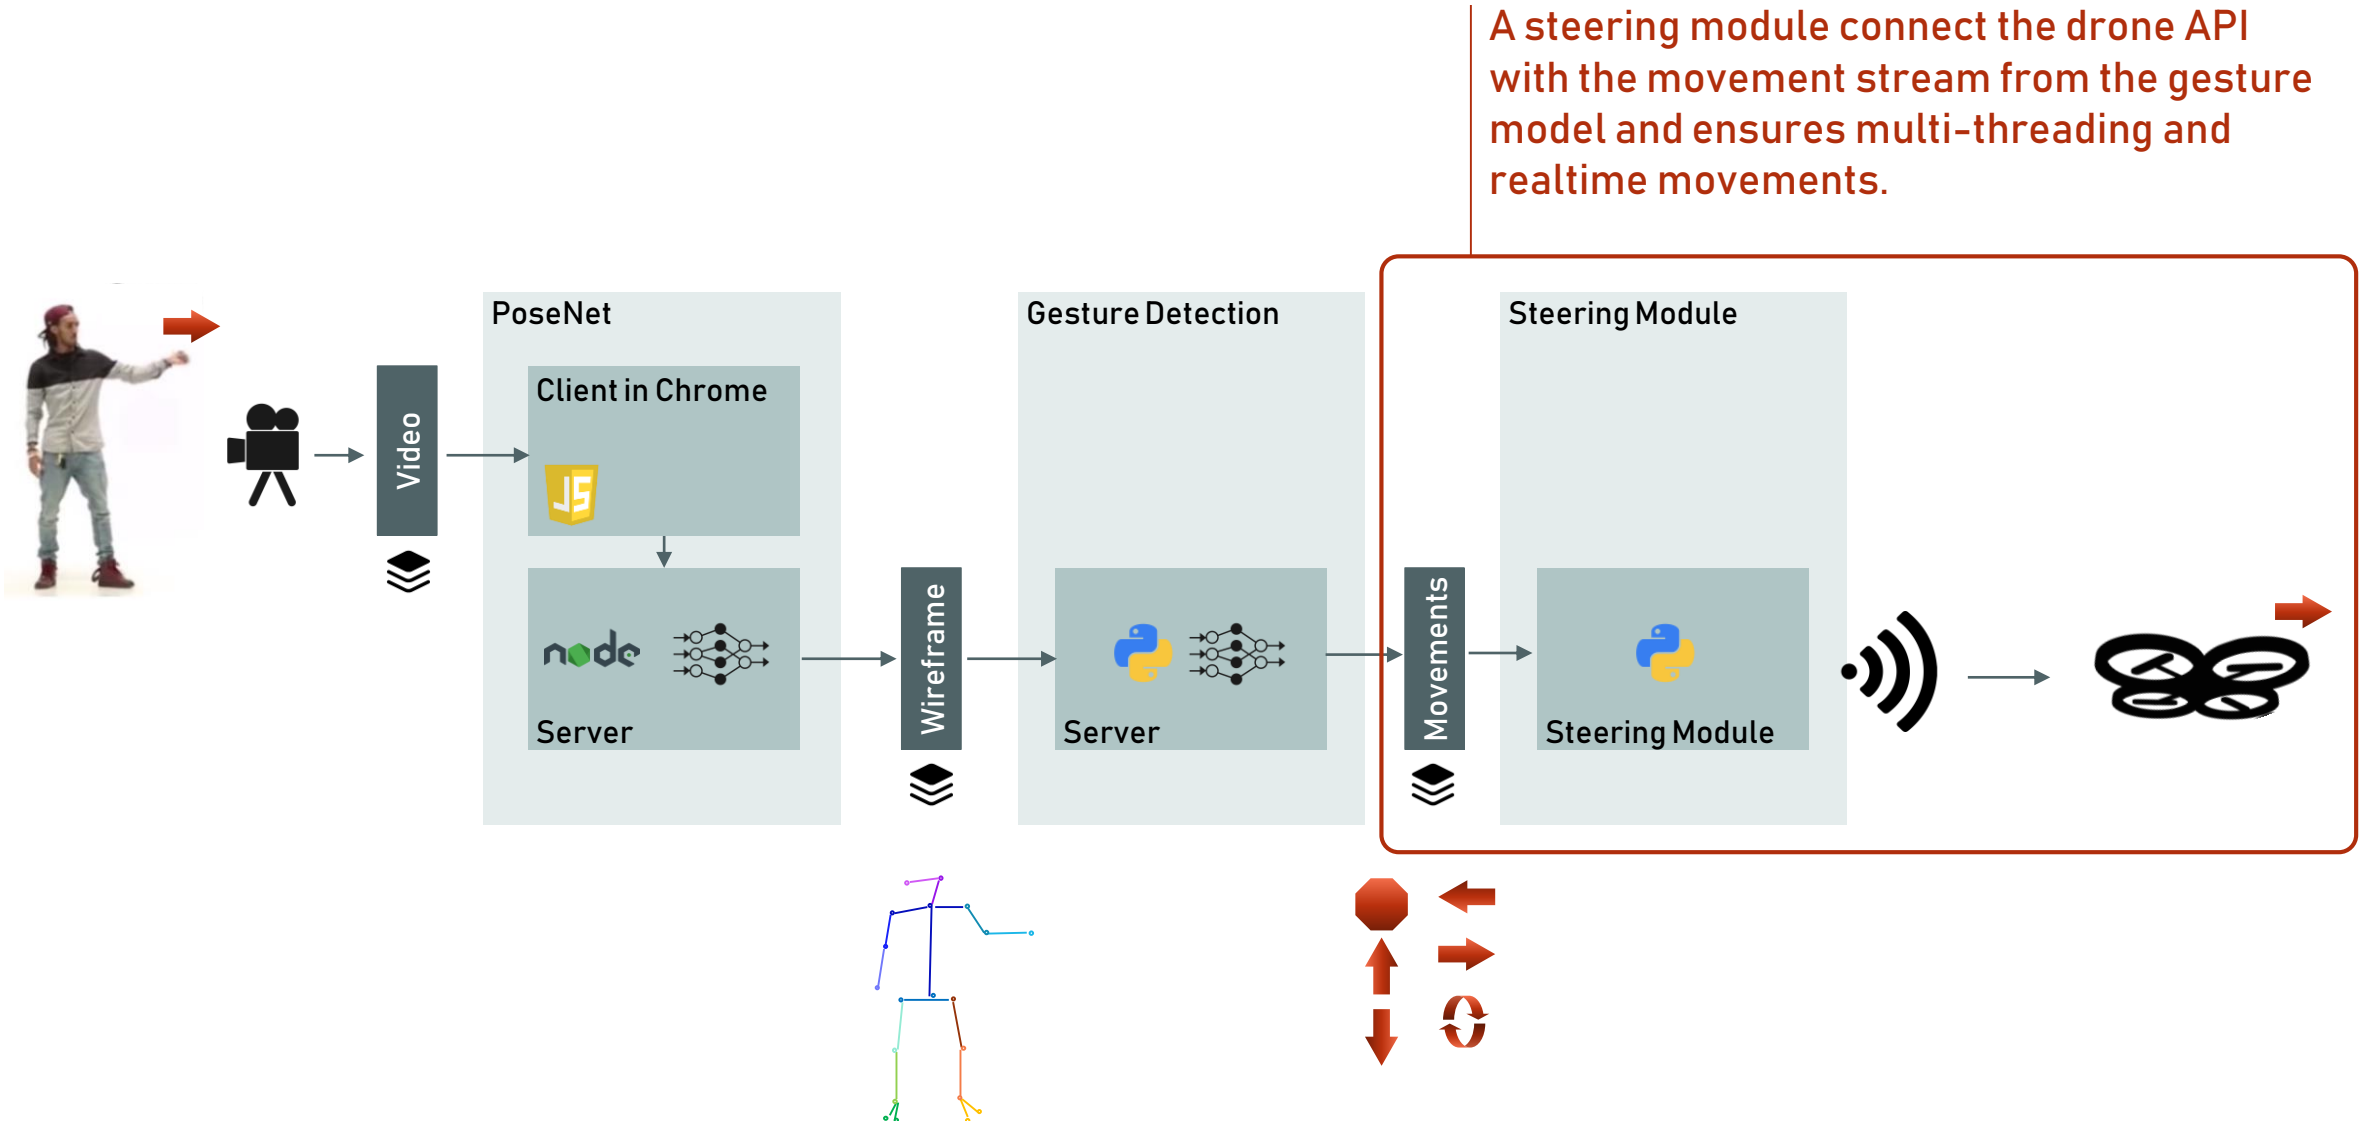 A steering module connect the drone API
with the movement stream from the gesture
model and ensures multi-threading and
realtime movements.
PoseNet
Gesture Detection
Steering Module
Client in Chrome
Video
JS
Wireframe
Movements
node
Server
Server
Steering Module